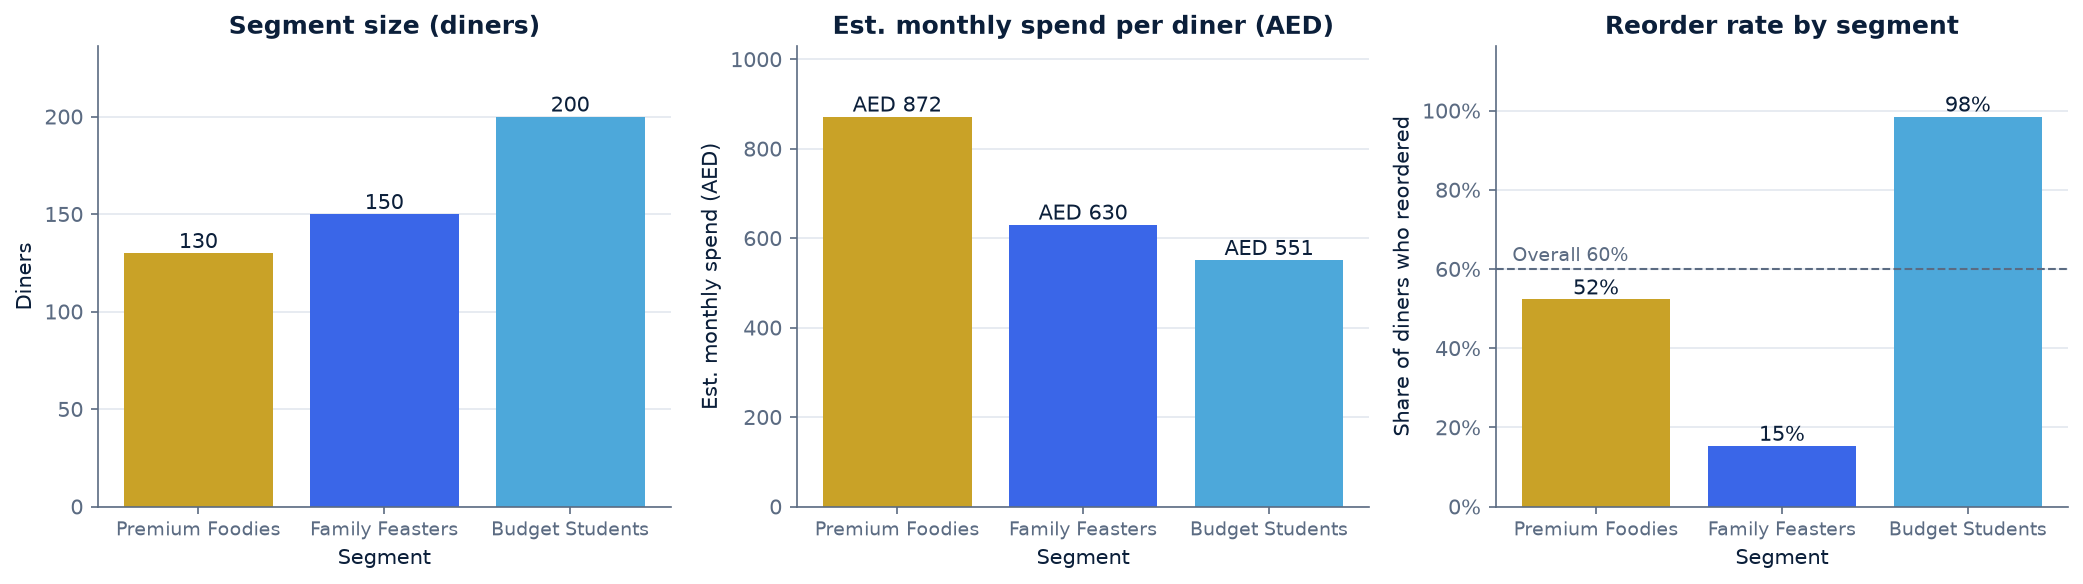 Segment size (diners)
Diners
200
150
100
50
0
130
150
200
Premium Foodies
Family Feasters
Budget Students
Segment
Est. monthly spend per diner (AED)
Est. monthly spend (AED)
1000
800
600
400
200
0
AED 872
AED 630
AED 551
Premium Foodies
Family Feasters
Budget Students
Segment
Reorder rate by segment
Share of diners who reordered
100%
80%
60%
40%
20%
0%
Overall 60%
52%
15%
98%
Premium Foodies
Family Feasters
Budget Students
Segment